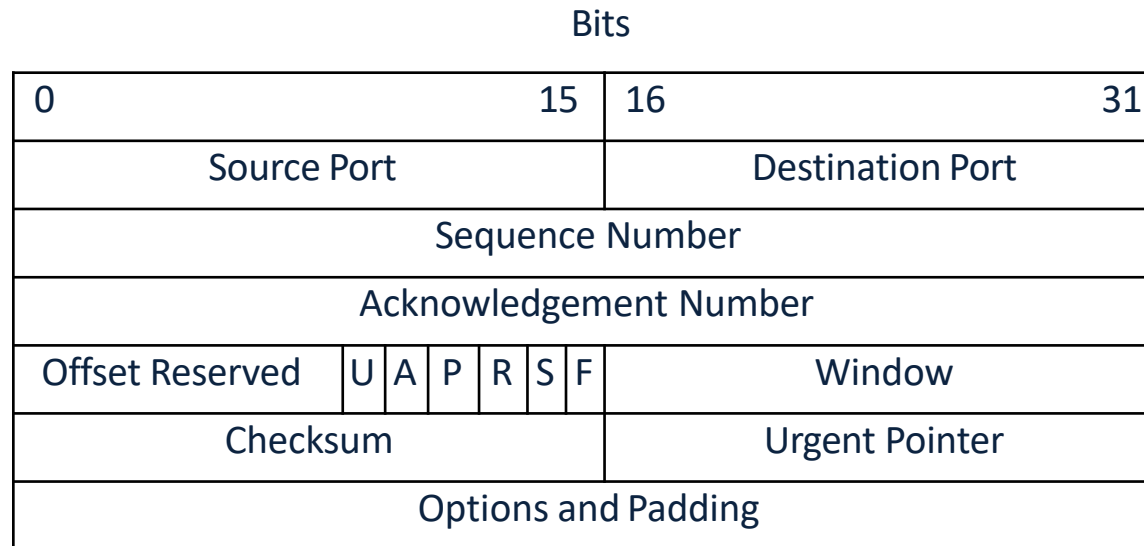 Bits
0 15 16 31
Source Port Destination Port
Sequence Number
Acknowledgement Number
Offset Reserved U A P R S F Window
Checksum Urgent Pointer
Options and Padding